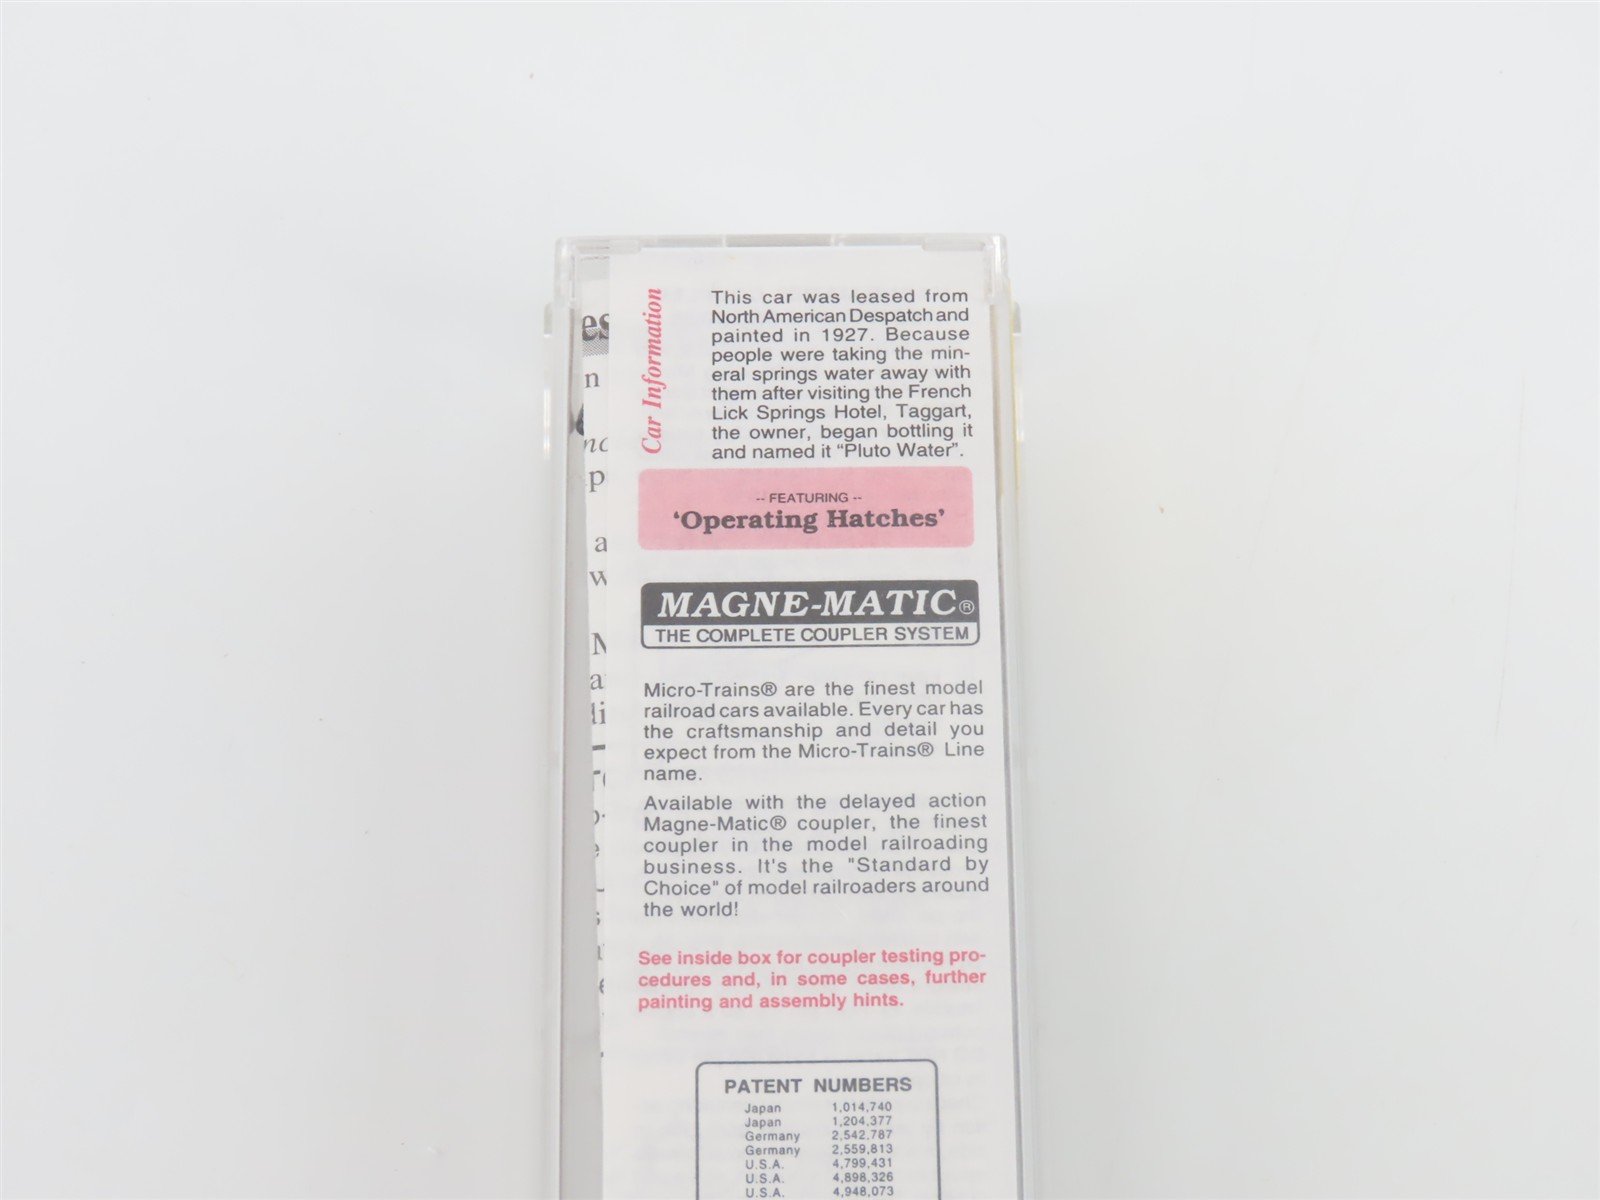 Car Information
This car was leased from
North American Despatch and
painted in 1927. Because
people were taking the min-
eral springs water away with
them after visiting the French
Lick Springs Hotel, Taggart,
the owner, began bottling it
and named it “Pluto Water”.
-- FEATURING --
‘Operating Hatches’
MAGNE-MATIC®
THE COMPLETE COUPLER SYSTEM
Micro-Trains® are the finest model
railroad cars available. Every car has
the craftsmanship and detail you
expect from the Micro-Trains® Line
name.
Available with the delayed action
Magne-Matic® coupler, the finest
coupler in the model railroading
business. It's the "Standard by
Choice" of model railroaders around
the world!
See inside box for coupler testing pro-
cedures and, in some cases, further
painting and assembly hints.
PATENT NUMBERS
Japan 1,014,740
Japan 1,204,377
Germany 2,542,787
Germany 2,559,813
U.S.A. 4,799,431
U.S.A. 4,898,326
U.S.A. 4,948,073